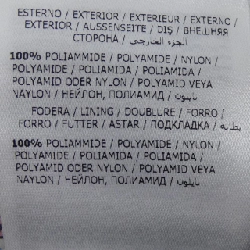 ESTERNO / EXTERIOR / EXTERIEUR / EXTERNO /
EXTERIOR / AUSSENSEITE / DIŞ / ВНЕШНЯЯ
СТОРОНА /
100% POLIAMMIDE / POLYAMIDE / NYLON /
POLYAMIDE / POLIAMIDA / POLIAMIDA /
POLYAMID ODER NYLON / POLYAMID VEYA
NAYLON / НЕЙЛОН, ПОЛИАМИД / نايلون
FODERA / LINING / DOUBLURE / FORRO /
FORRO / FUTTER / ASTAR / ПОДКЛАДКА / بطانة
100% POLIAMMIDE / POLYAMIDE / NYLON /
POLYAMIDE / POLIAMIDA / POLIAMIDA /
POLYAMID ODER NYLON / POLYAMID VEYA
NAYLON / НЕЙЛОН, ПОЛИАМИД / نايلون